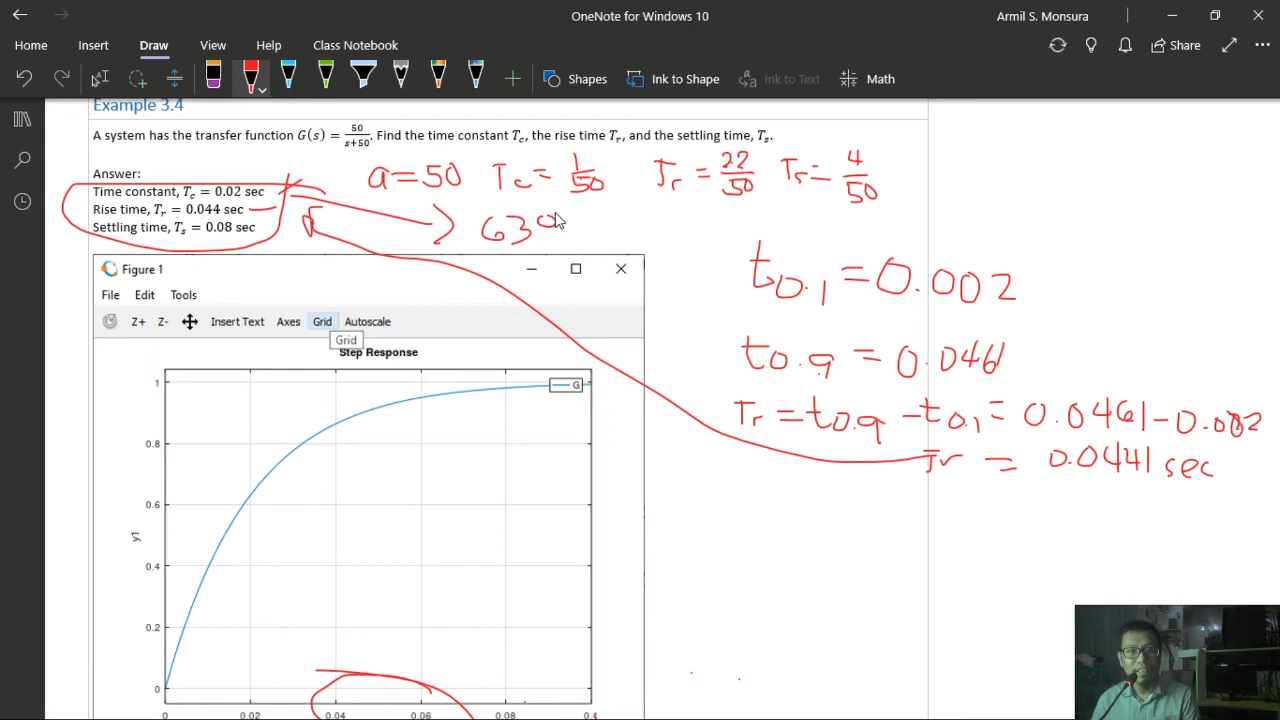 OneNote for Windows 10
Armil S. Monsura
Home Insert Draw View Help Class Notebook
Share
Shapes Ink to Shape Ink to Text Math
Example 3.4
A system has the transfer function G(s) = 50/(s+50). Find the time constant Tc, the rise time Tr, and the settling time, Ts.
a=50 Tc = 1/50 Tr = 22/50 Ts = 4/50
Answer:
Time constant, Tc = 0.02 sec
Rise time, Tr = 0.044 sec
Settling time, Ts = 0.08 sec
630
t0.1 = 0.002
t0.9 = 0.0461
Tr = t0.9 - t0.1 = 0.0461 - 0.002
Tr = 0.0441 sec
Figure 1
File Edit Tools
Z+ Z- Insert Text Axes Grid Autoscale
Grid
Step Response
G
1
0.8
0.6
y1
0.4
0.2
0
0 0.02 0.04 0.06 0.08 0.1